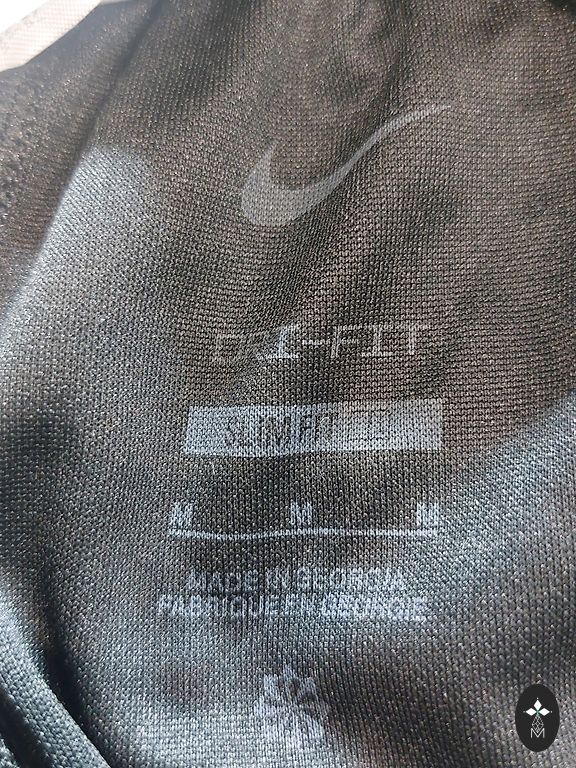 DRI-FIT
SLIM FIT
M M M
MADE IN GEORGIA
FABRIQUE EN GEORGIE
M